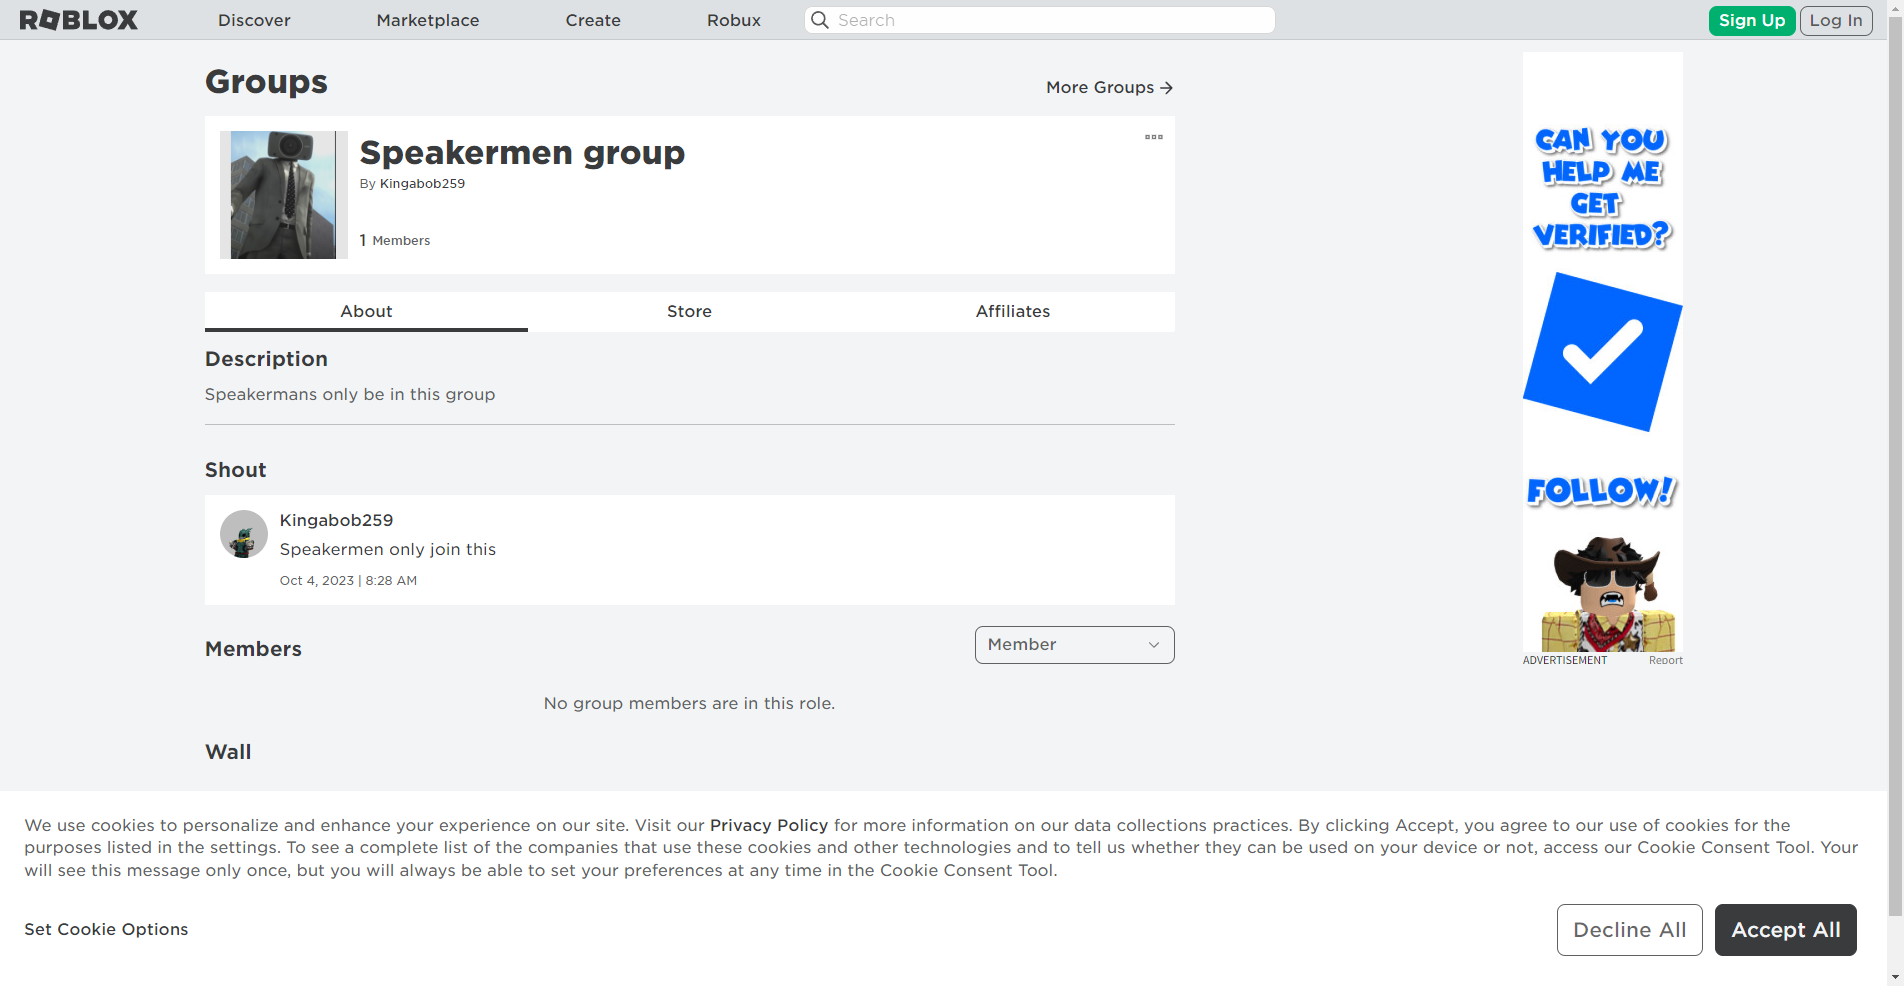 ROBLOX
Discover
Marketplace
Create
Robux
Search
Sign Up
Log In
Groups
More Groups →
Speakermen group
By Kingabob259
1 Members
About
Store
Affiliates
Description
Speakermans only be in this group
Shout
Kingabob259
Speakermen only join this
Oct 4, 2023 | 8:28 AM
Members
Member
No group members are in this role.
Wall
CAN YOU
HELP ME
GET
VERIFIED?
FOLLOW!
ADVERTISEMENT
Report
We use cookies to personalize and enhance your experience on our site. Visit our Privacy Policy for more information on our data collections practices. By clicking Accept, you agree to our use of cookies for the
purposes listed in the settings. To see a complete list of the companies that use these cookies and other technologies and to tell us whether they can be used on your device or not, access our Cookie Consent Tool. Your
will see this message only once, but you will always be able to set your preferences at any time in the Cookie Consent Tool.
Set Cookie Options
Decline All
Accept All